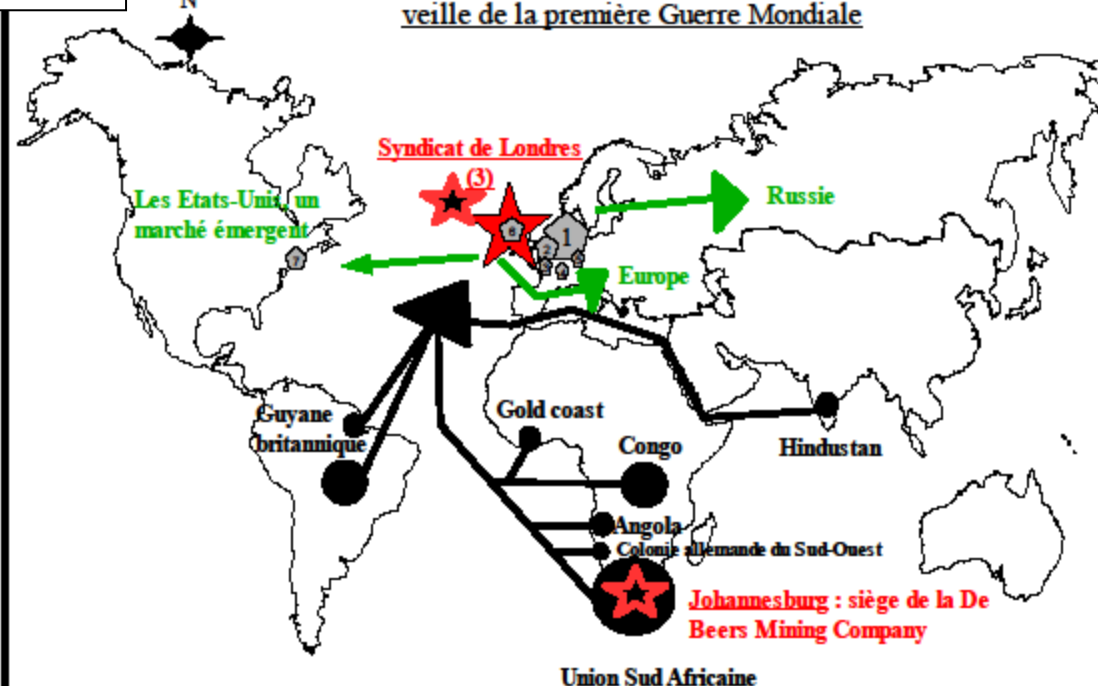 veille de la première Guerre Mondiale
N
Syndicat de Londres
(3)
Les Etats-Unis, un
marché émergent
Russie
6
1
2
7
Europe
Guyane
britannique
Gold coast
Congo
Hindustan
Angola
Colonie allemande du Sud-Ouest
Johannesburg : siège de la De
Beers Mining Company
Union Sud Africaine